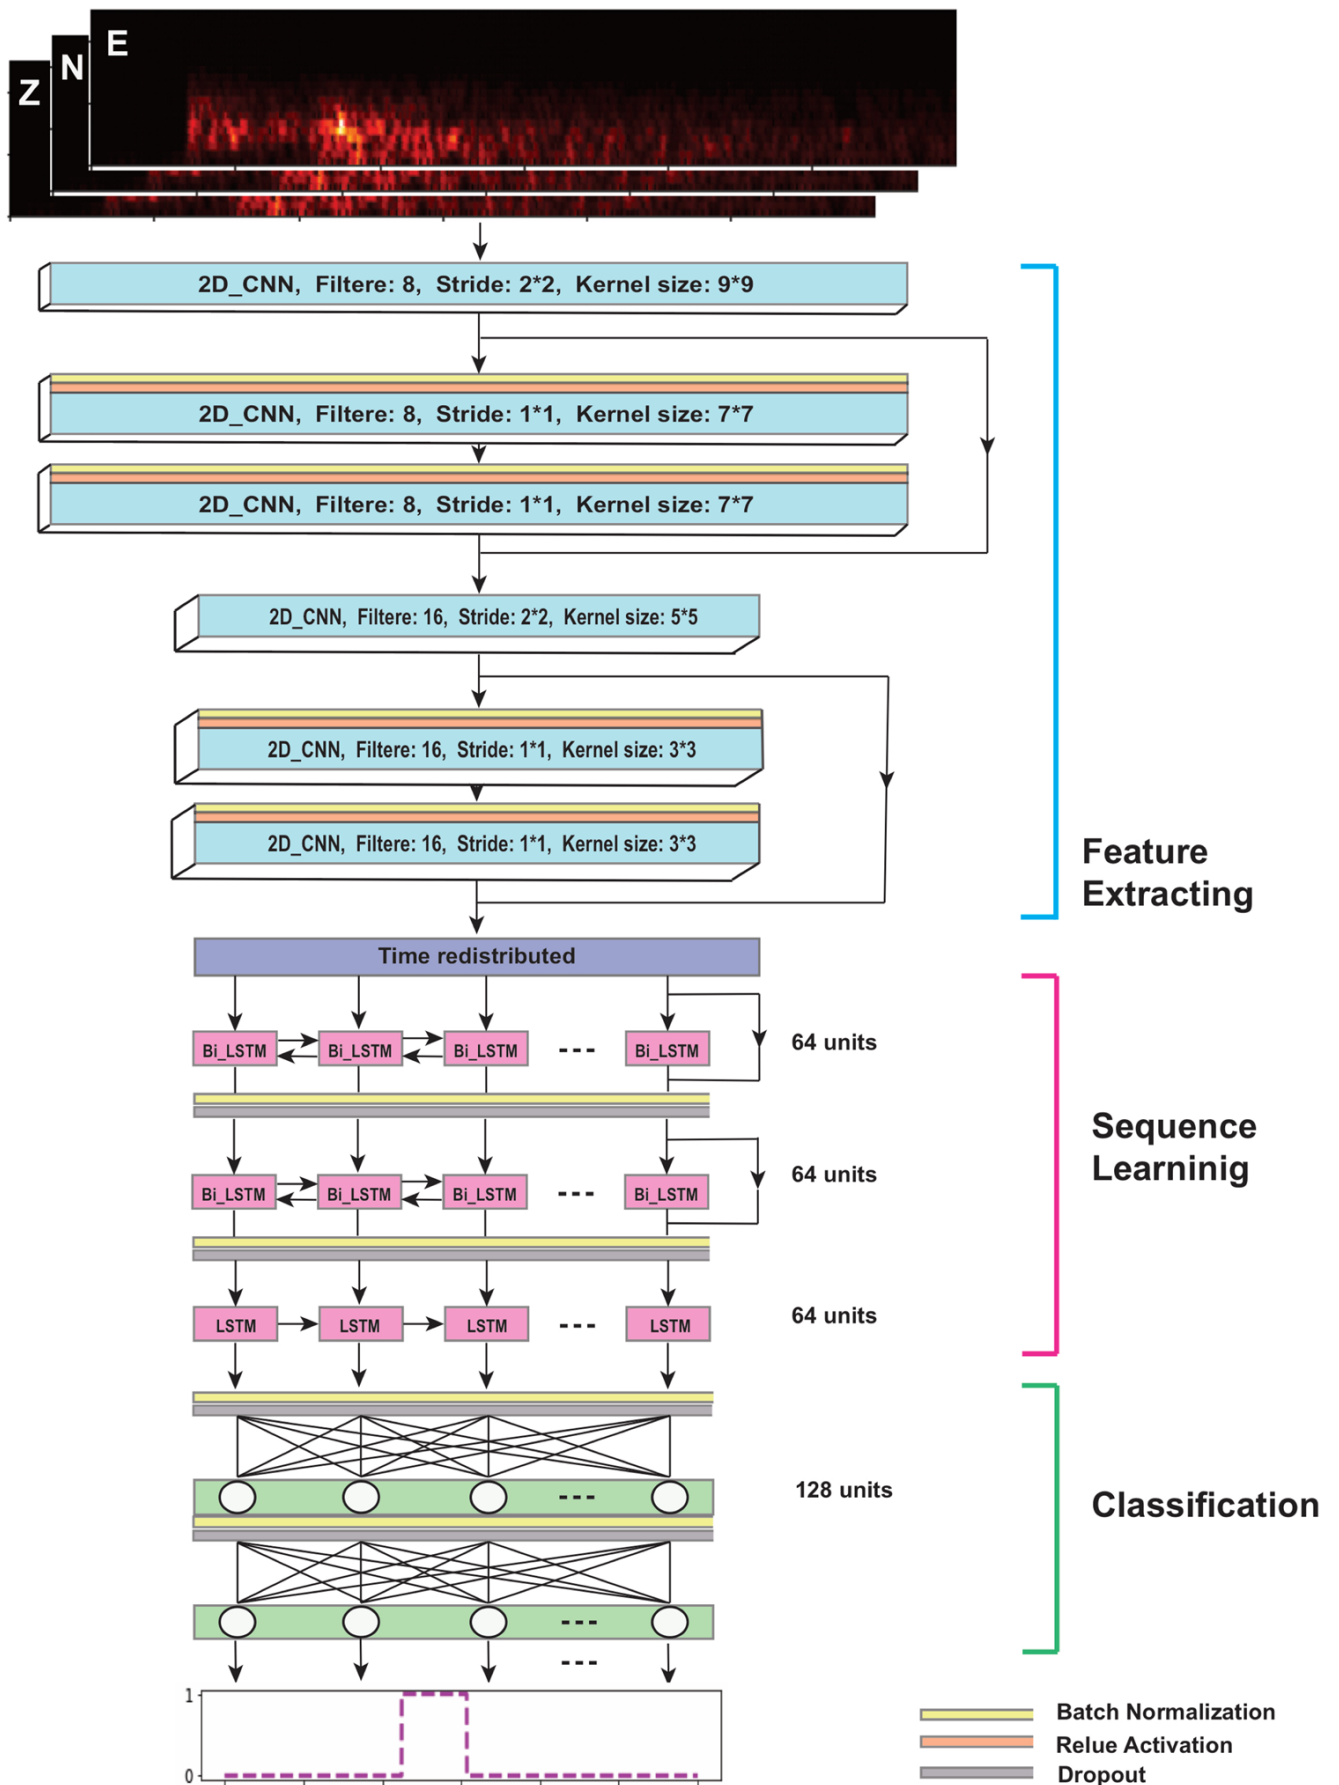 E
N
Z
2D_CNN, Filtere: 8, Stride: 2*2, Kernel size: 9*9
2D_CNN, Filtere: 8, Stride: 1*1, Kernel size: 7*7
2D_CNN, Filtere: 8, Stride: 1*1, Kernel size: 7*7
2D_CNN, Filtere: 16, Stride: 2*2, Kernel size: 5*5
2D_CNN, Filtere: 16, Stride: 1*1, Kernel size: 3*3
2D_CNN, Filtere: 16, Stride: 1*1, Kernel size: 3*3
Feature
Extracting
Time redistributed
Bi_LSTM Bi_LSTM Bi_LSTM --- Bi_LSTM 64 units
Bi_LSTM Bi_LSTM Bi_LSTM --- Bi_LSTM 64 units
Sequence
Learninig
LSTM LSTM LSTM --- LSTM 64 units
--- 128 units
Classification
---
---
1
0
Batch Normalization
Relue Activation
Dropout